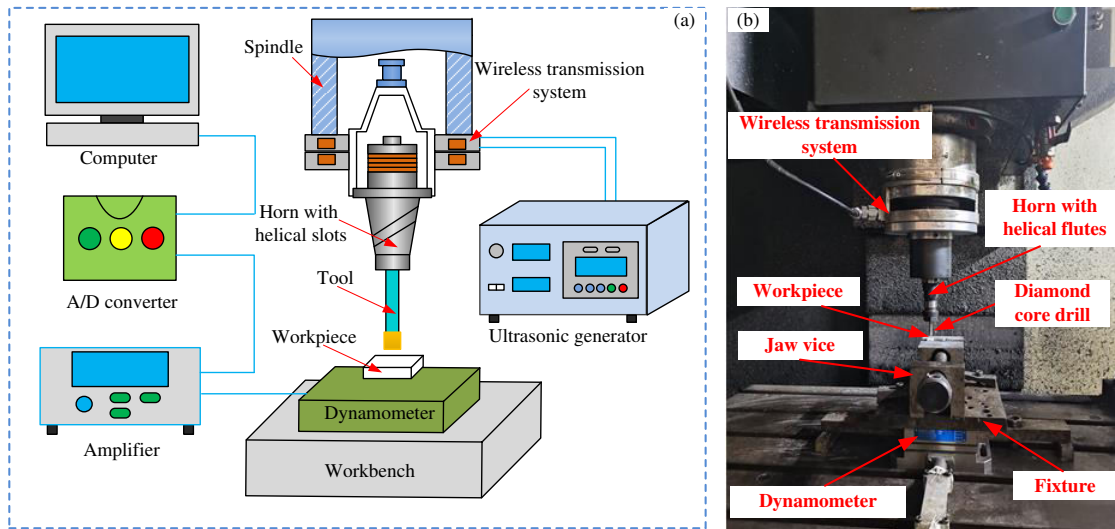 (a)
Spindle
Wireless transmission
system
Computer
Horn with
helical slots
A/D converter
Tool
Ultrasonic generator
Workpiece
Dynamometer
Amplifier
Workbench
(b)
Wireless transmission
system
Horn with
helical flutes
Workpiece
Diamond
core drill
Jaw vice
Dynamometer
Fixture